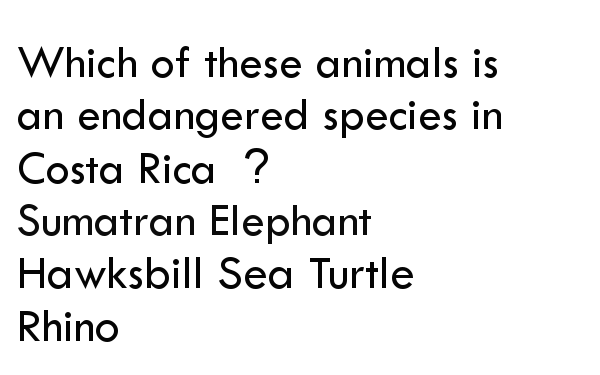 Which of these animals is
an endangered species in
Costa Rica  ?
Sumatran Elephant
Hawksbill Sea Turtle
Rhino